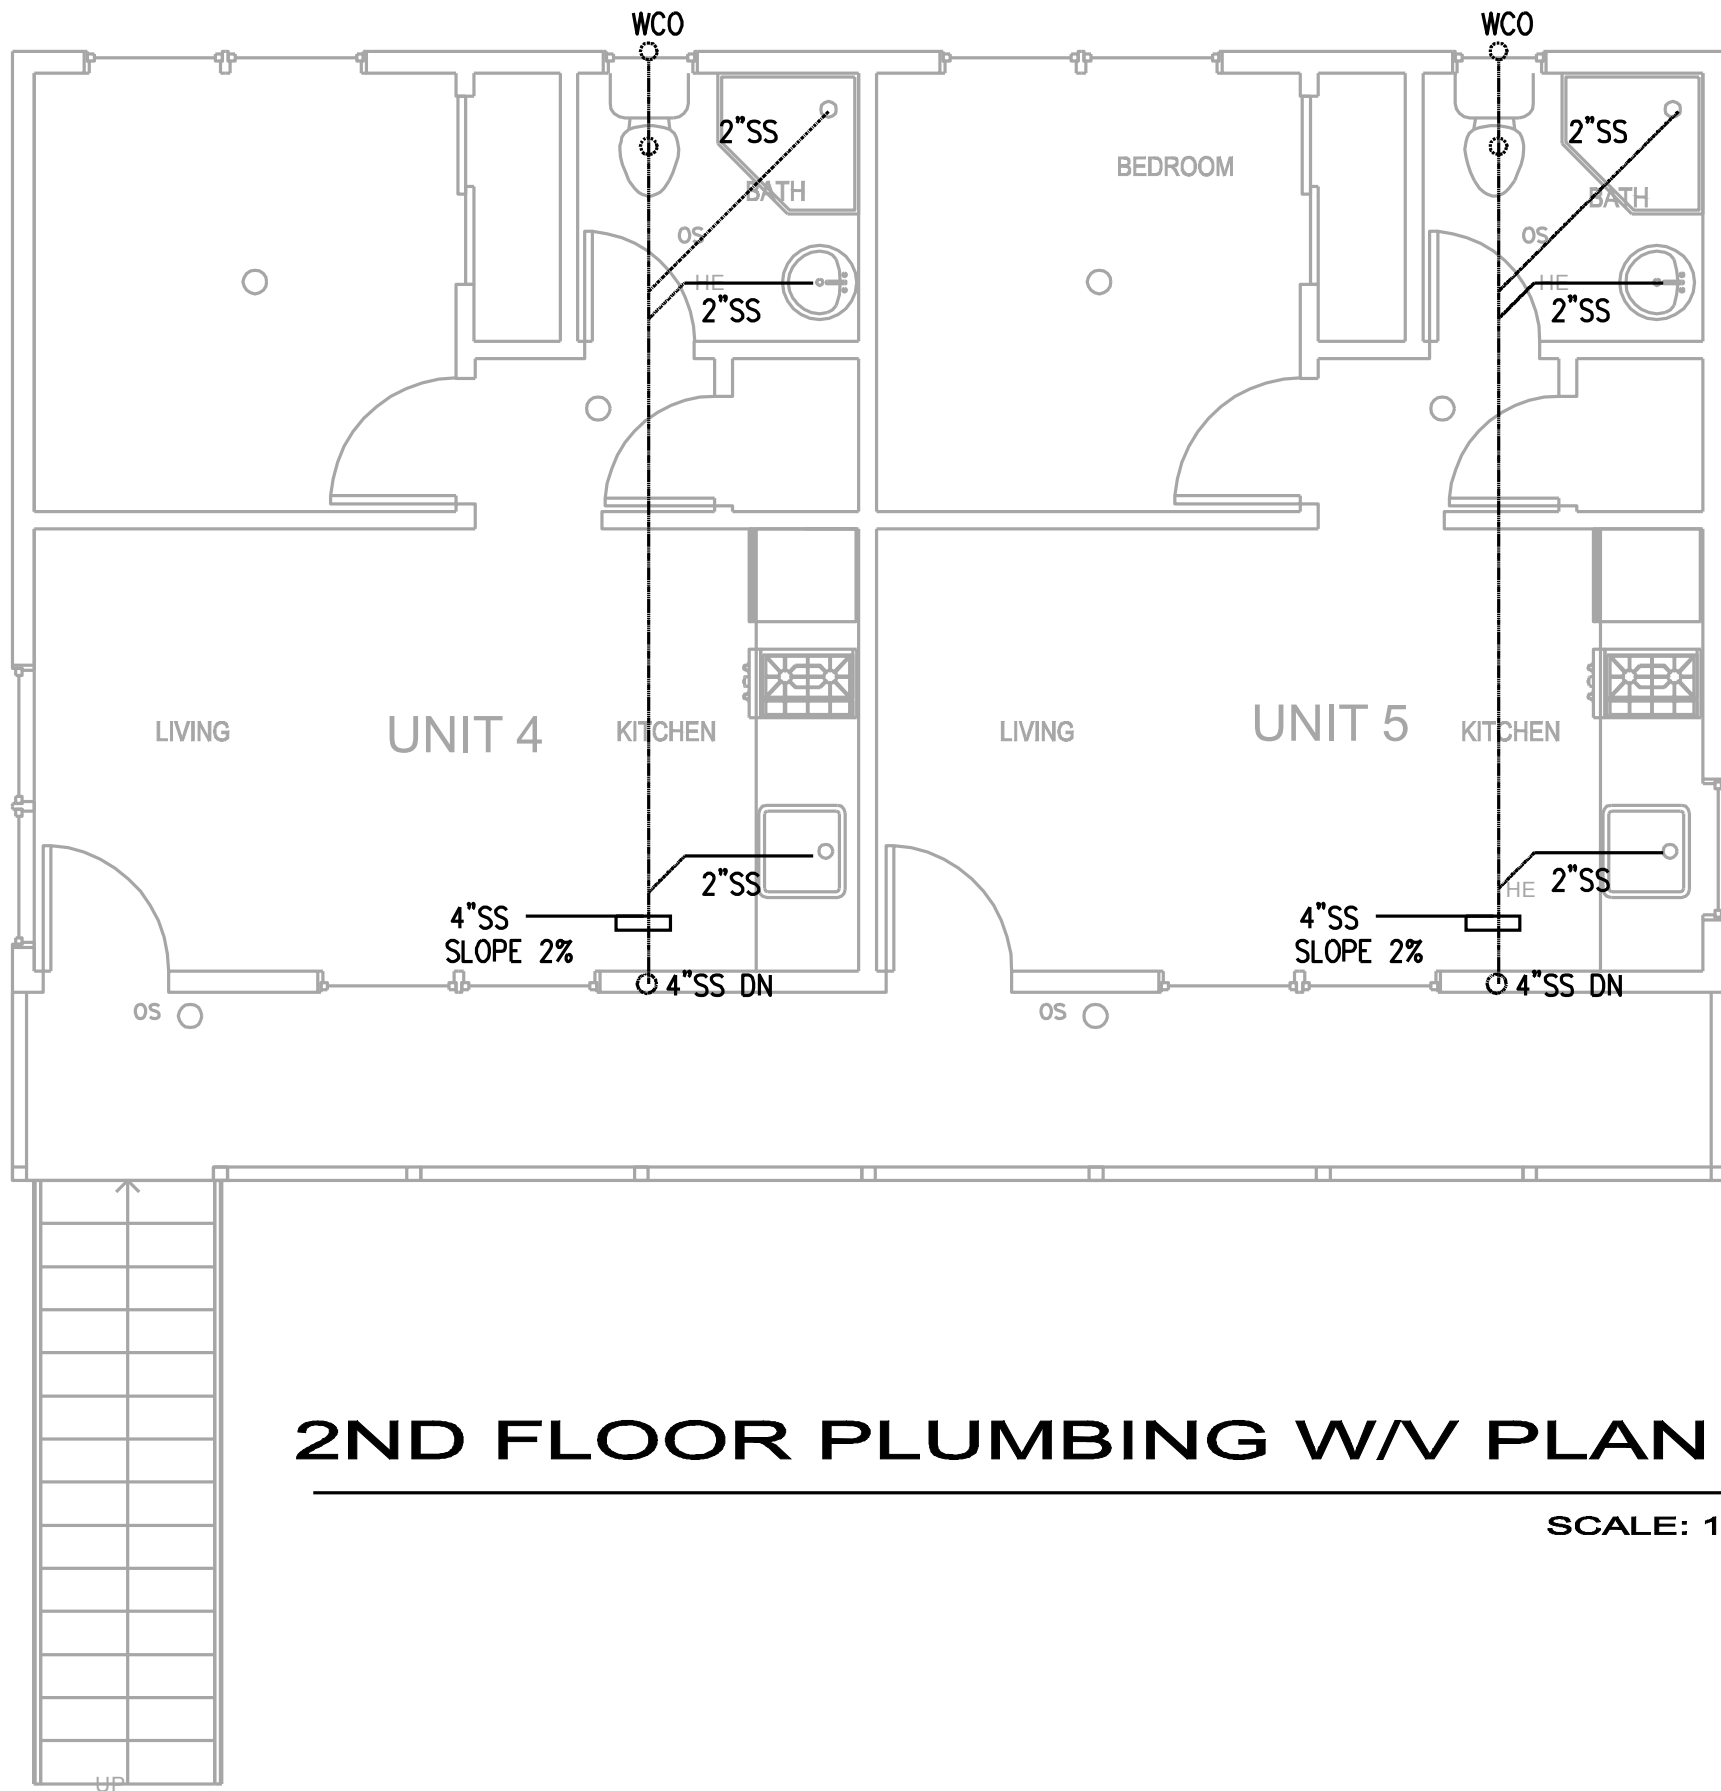 WCO
WCO
2"SS
2"SS
BEDROOM
BATH
BATH
OS
OS
HE
HE
2"SS
2"SS
LIVING
UNIT 4
KITCHEN
LIVING
UNIT 5
KITCHEN
2"SS
2"SS
HE
4"SS
SLOPE 2%
4"SS
SLOPE 2%
4"SS DN
4"SS DN
OS
OS
2ND FLOOR PLUMBING W/V PLAN
SCALE: 1
UP